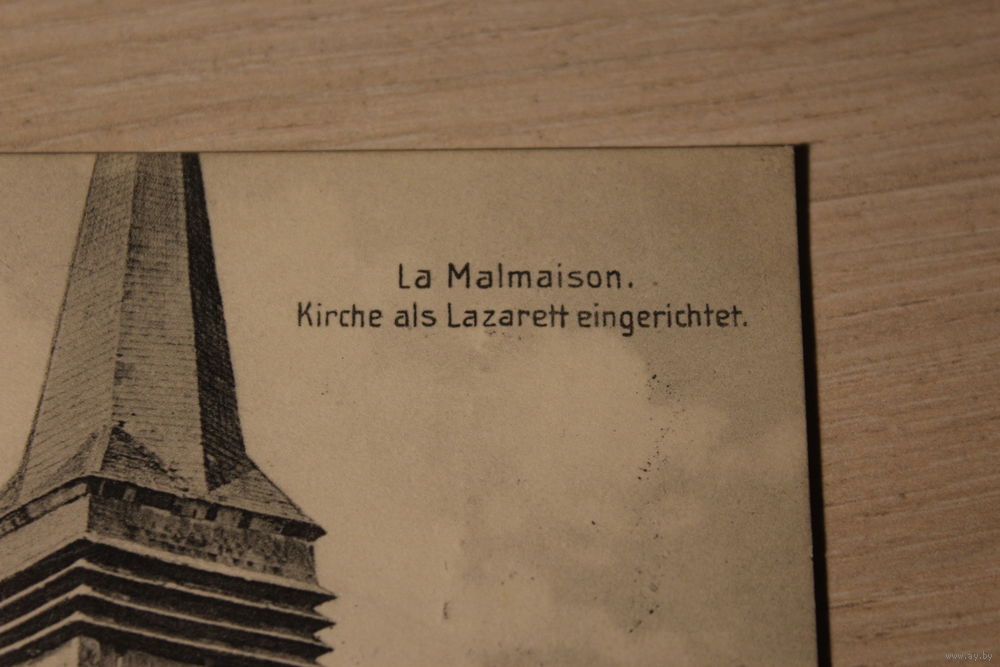 La Malmaison.
Kirche als Lazarett eingerichtet.
www.ay.by